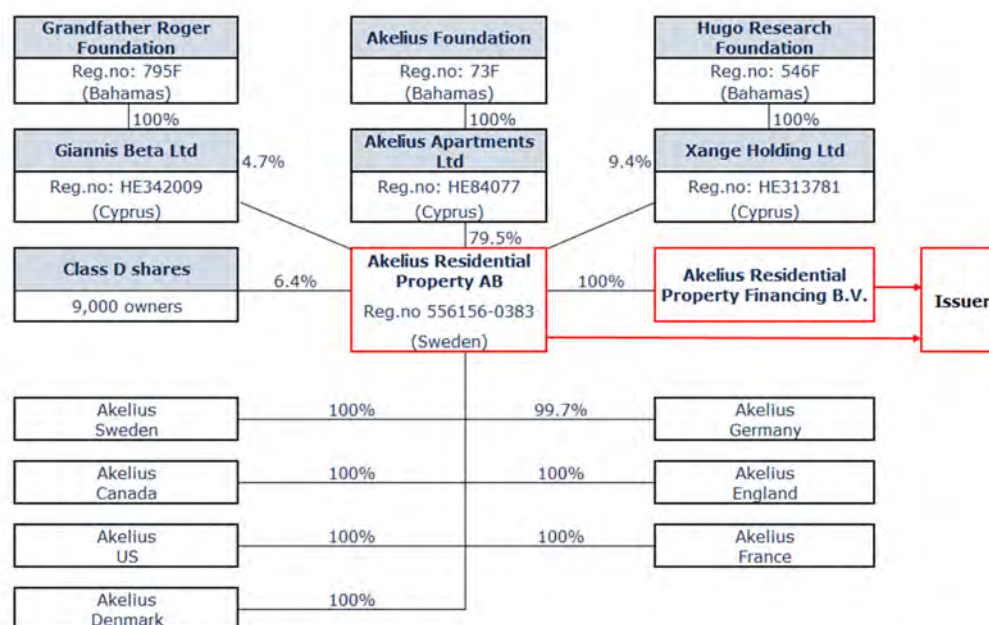 Grandfather Roger
Foundation
Reg.no: 795F
(Bahamas)
Akelius Foundation
Reg.no: 73F
(Bahamas)
Hugo Research
Foundation
Reg.no: 546F
(Bahamas)
100%
100%
100%
Giannis Beta Ltd
Reg.no: HE342009
(Cyprus)
4.7%
Akelius Apartments
Ltd
Reg.no: HE84077
(Cyprus)
9.4%
Xange Holding Ltd
Reg.no: HE313781
(Cyprus)
79.5%
Class D shares
9,000 owners
6.4%
Akelius Residential
Property AB
Reg.no 556156-0383
(Sweden)
100%
Akelius Residential
Property Financing B.V.
Issuer
Akelius
Sweden
100%
99.7%
Akelius
Germany
Akelius
Canada
100%
100%
Akelius
England
Akelius
US
100%
100%
Akelius
France
Akelius
Denmark
100%